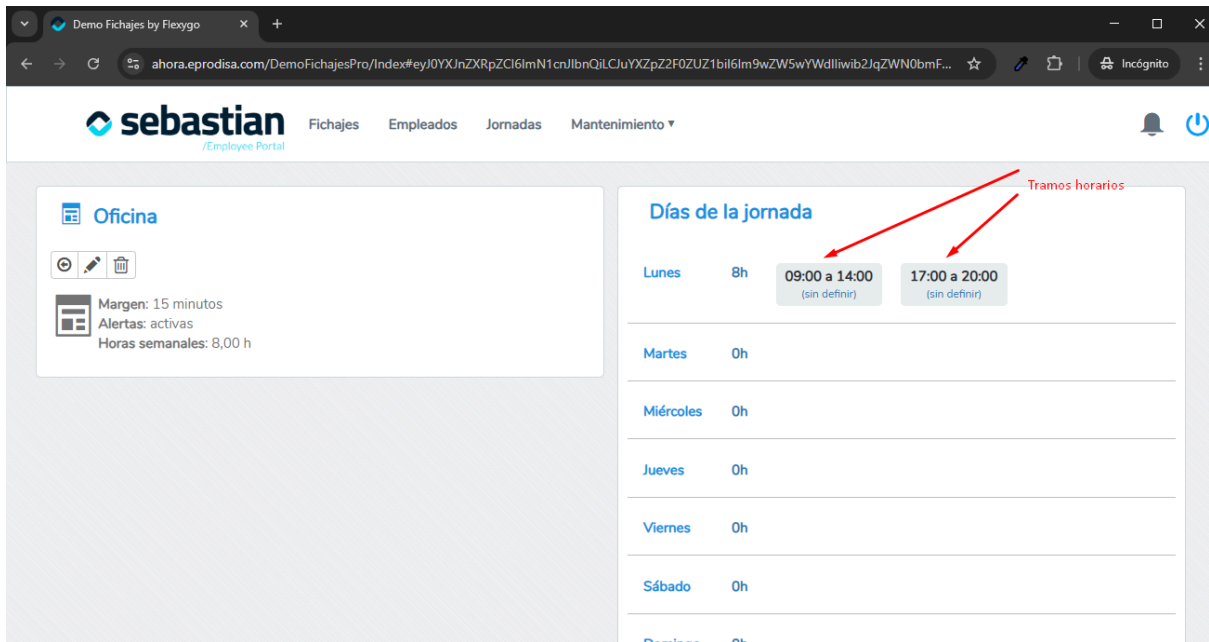 Demo Fichajes by Flexygo
ahora.eprodisa.com/DemoFichajesPro/Index#eyJ0YXJnZXRpZCI6ImN1cnJlbnQiLCJuYXZpZ2F0ZUZ1biI6Im9wZW5wYWdlIiwib2JqZWN0bmF... Incógnito
sebastian
/Employee Portal
Fichajes Empleados Jornadas Mantenimiento ▾
Tramos horarios
Oficina
Margen: 15 minutos
Alertas: activas
Horas semanales: 8,00 h
Días de la jornada
Lunes 8h 09:00 a 14:00 17:00 a 20:00
(sin definir) (sin definir)
Martes 0h
Miércoles 0h
Jueves 0h
Viernes 0h
Sábado 0h
Domingo 0h